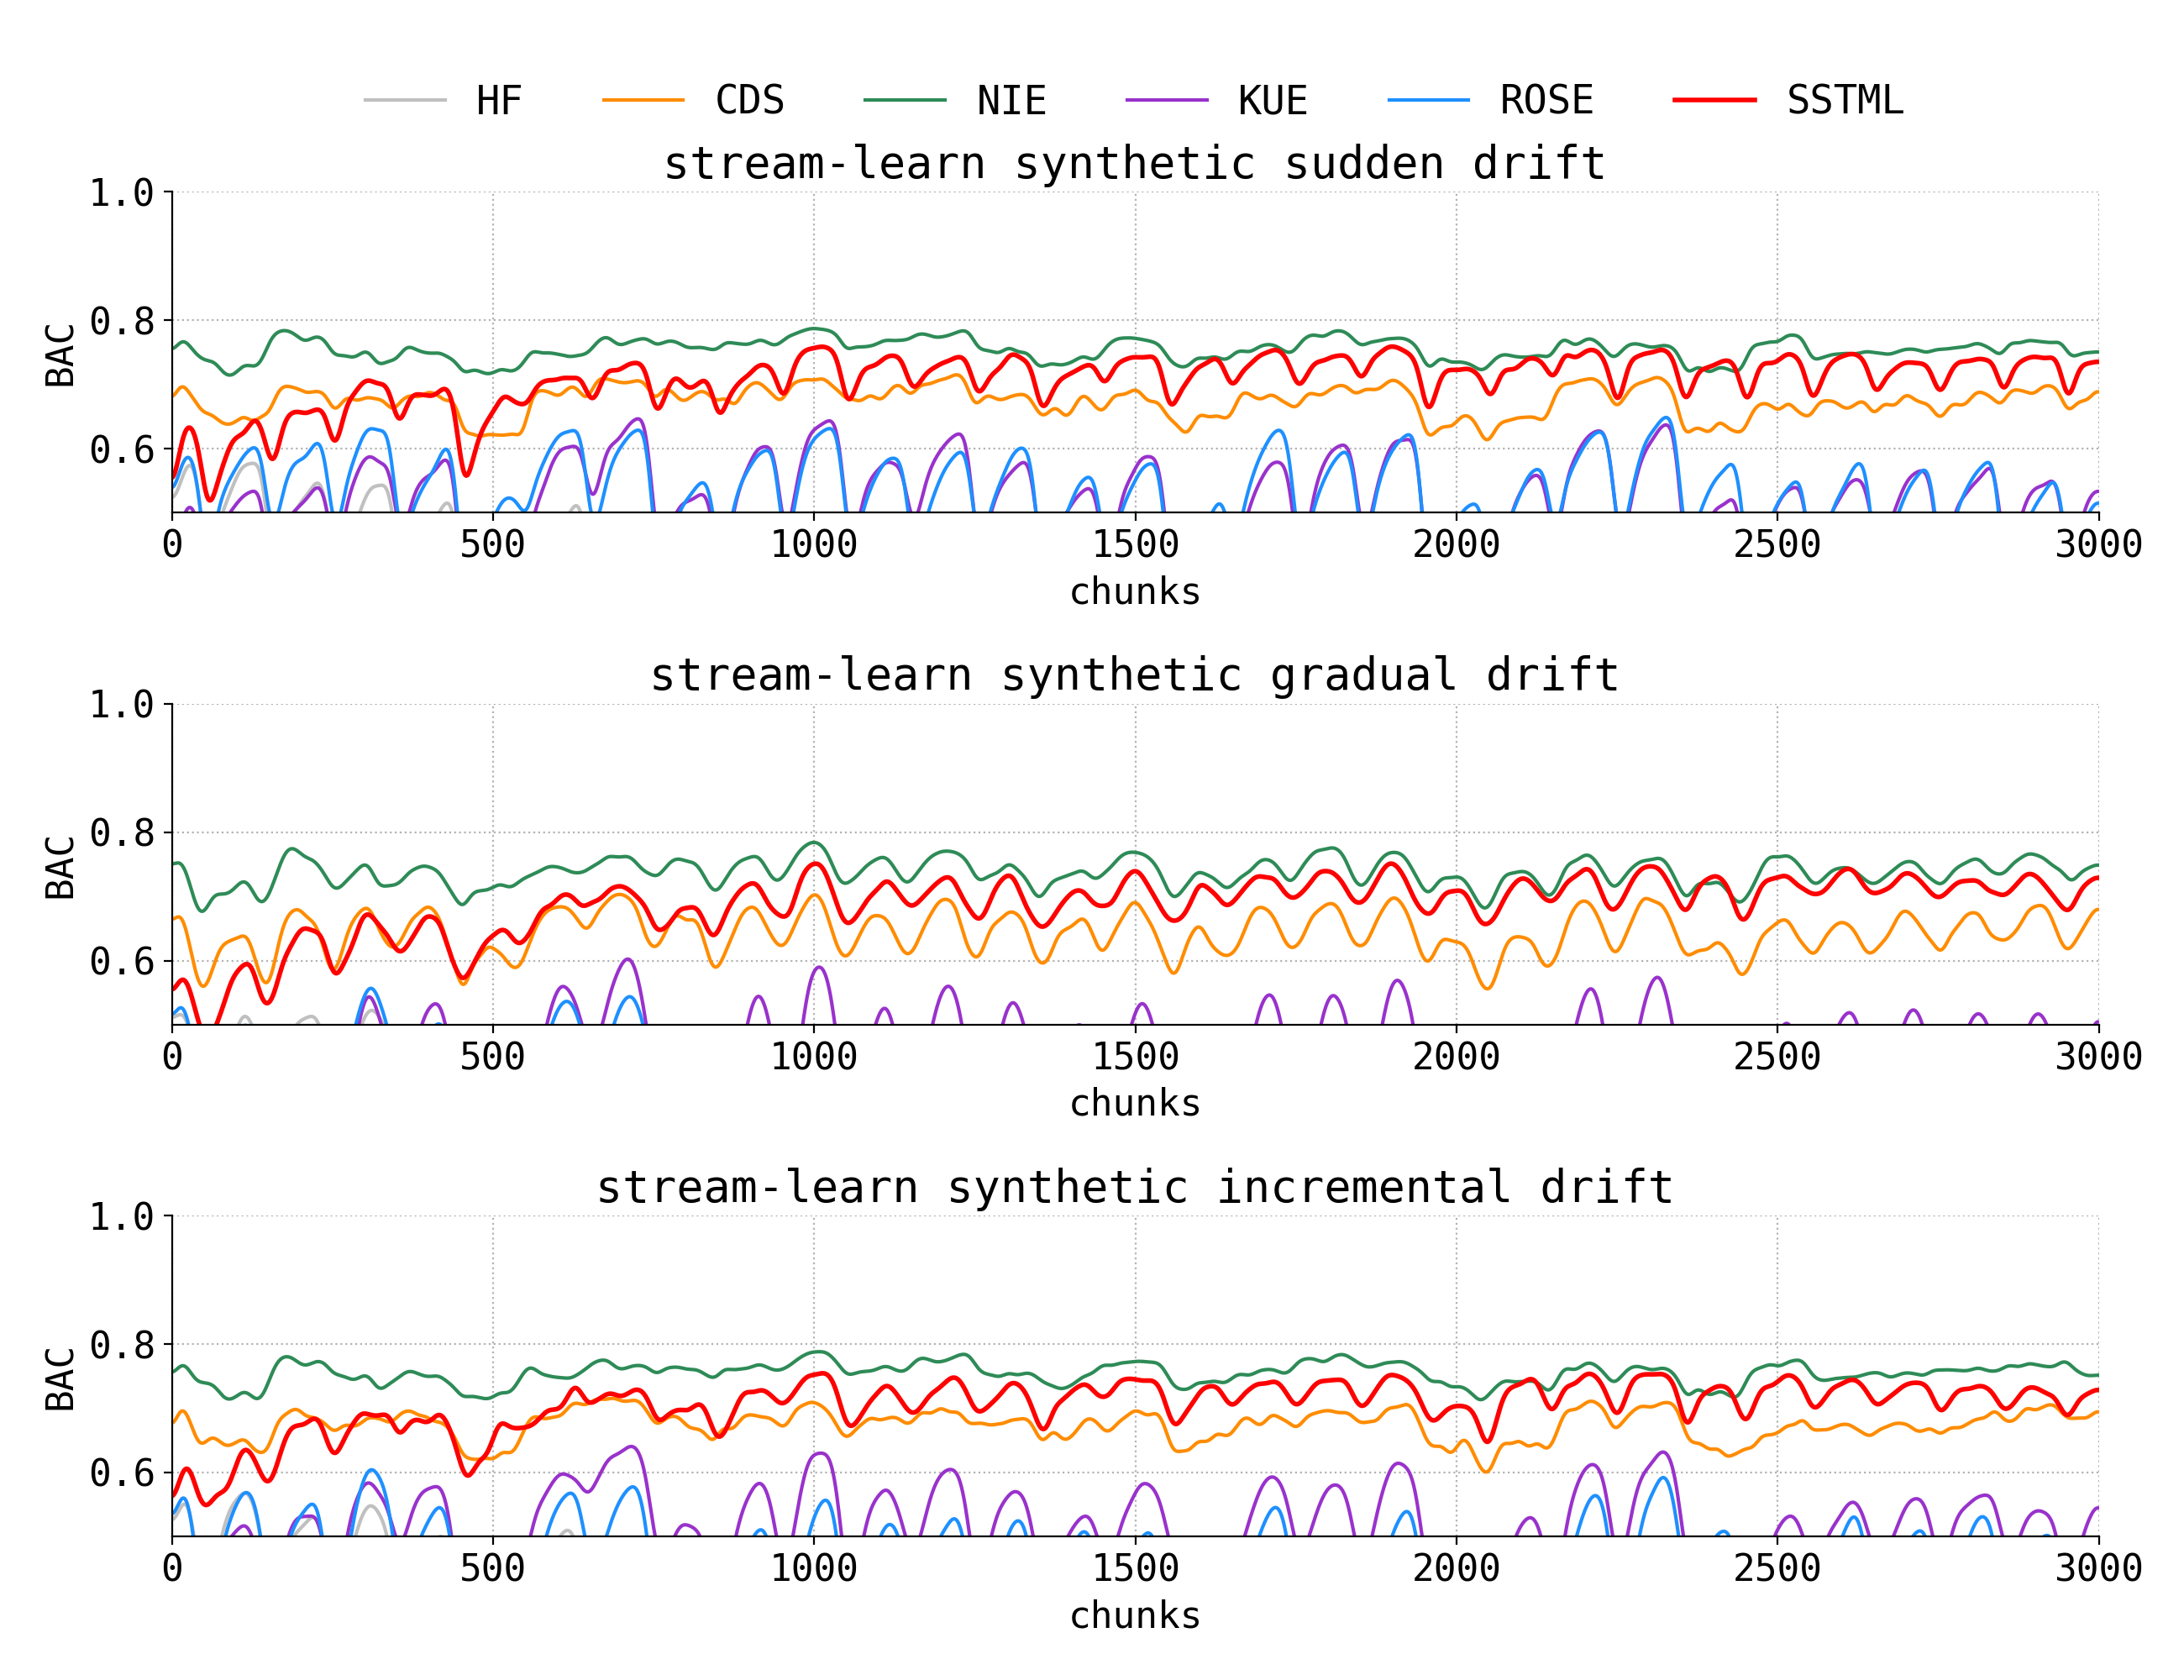 HF CDS NIE KUE ROSE SSTML
stream-learn synthetic sudden drift
1.0
0.8
0.6
BAC
0 500 1000 1500 2000 2500 3000
chunks
stream-learn synthetic gradual drift
1.0
0.8
0.6
BAC
0 500 1000 1500 2000 2500 3000
chunks
stream-learn synthetic incremental drift
1.0
0.8
0.6
BAC
0 500 1000 1500 2000 2500 3000
chunks